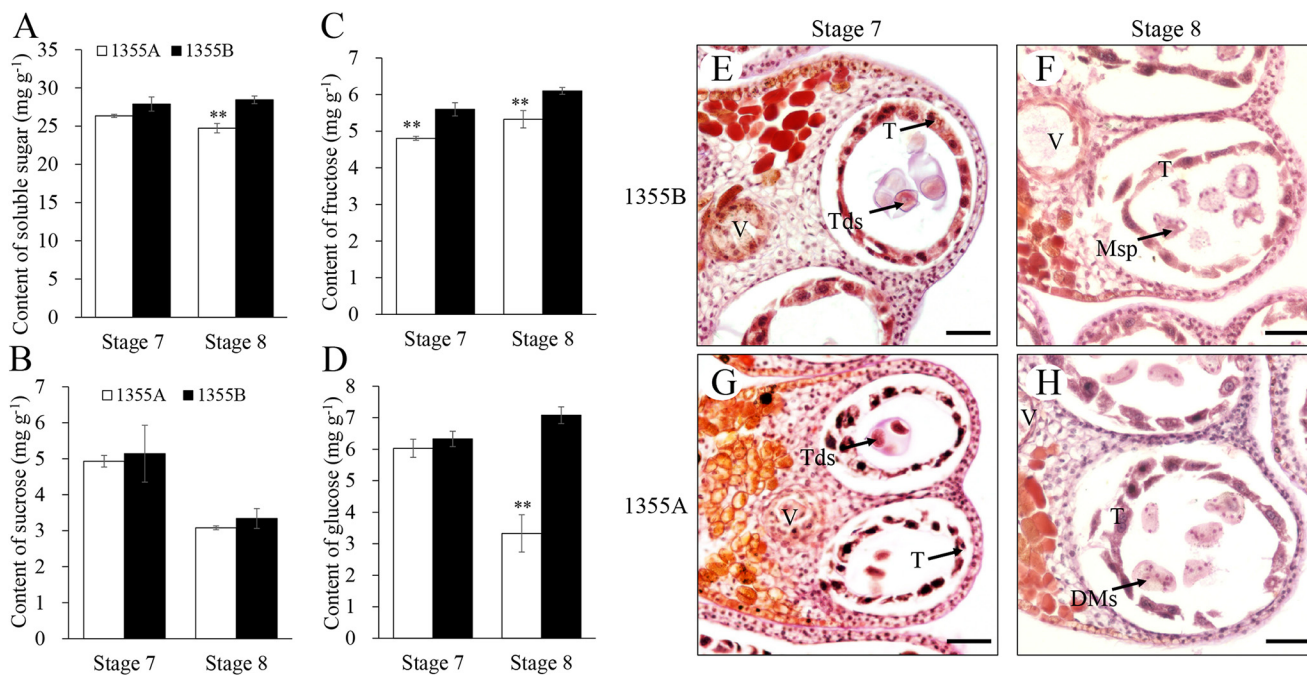 A
1355A 1355B
Content of soluble sugar (mg g-1)
35
30
25
20
15
10
5
0
**
Stage 7 Stage 8
B
1355A 1355B
Content of sucrose (mg g-1)
7
6
5
4
3
2
1
0
Stage 7 Stage 8
C
Content of fructose (mg g-1)
7
6
5
4
3
2
1
0
**
**
Stage 7 Stage 8
D
Content of glucose (mg g-1)
8
7
6
5
4
3
2
1
0
**
Stage 7 Stage 8
Stage 7 Stage 8
1355B
E
T
Tds
V
F
V
T
Msp
1355A
G
Tds
V
T
H
V
T
DMs